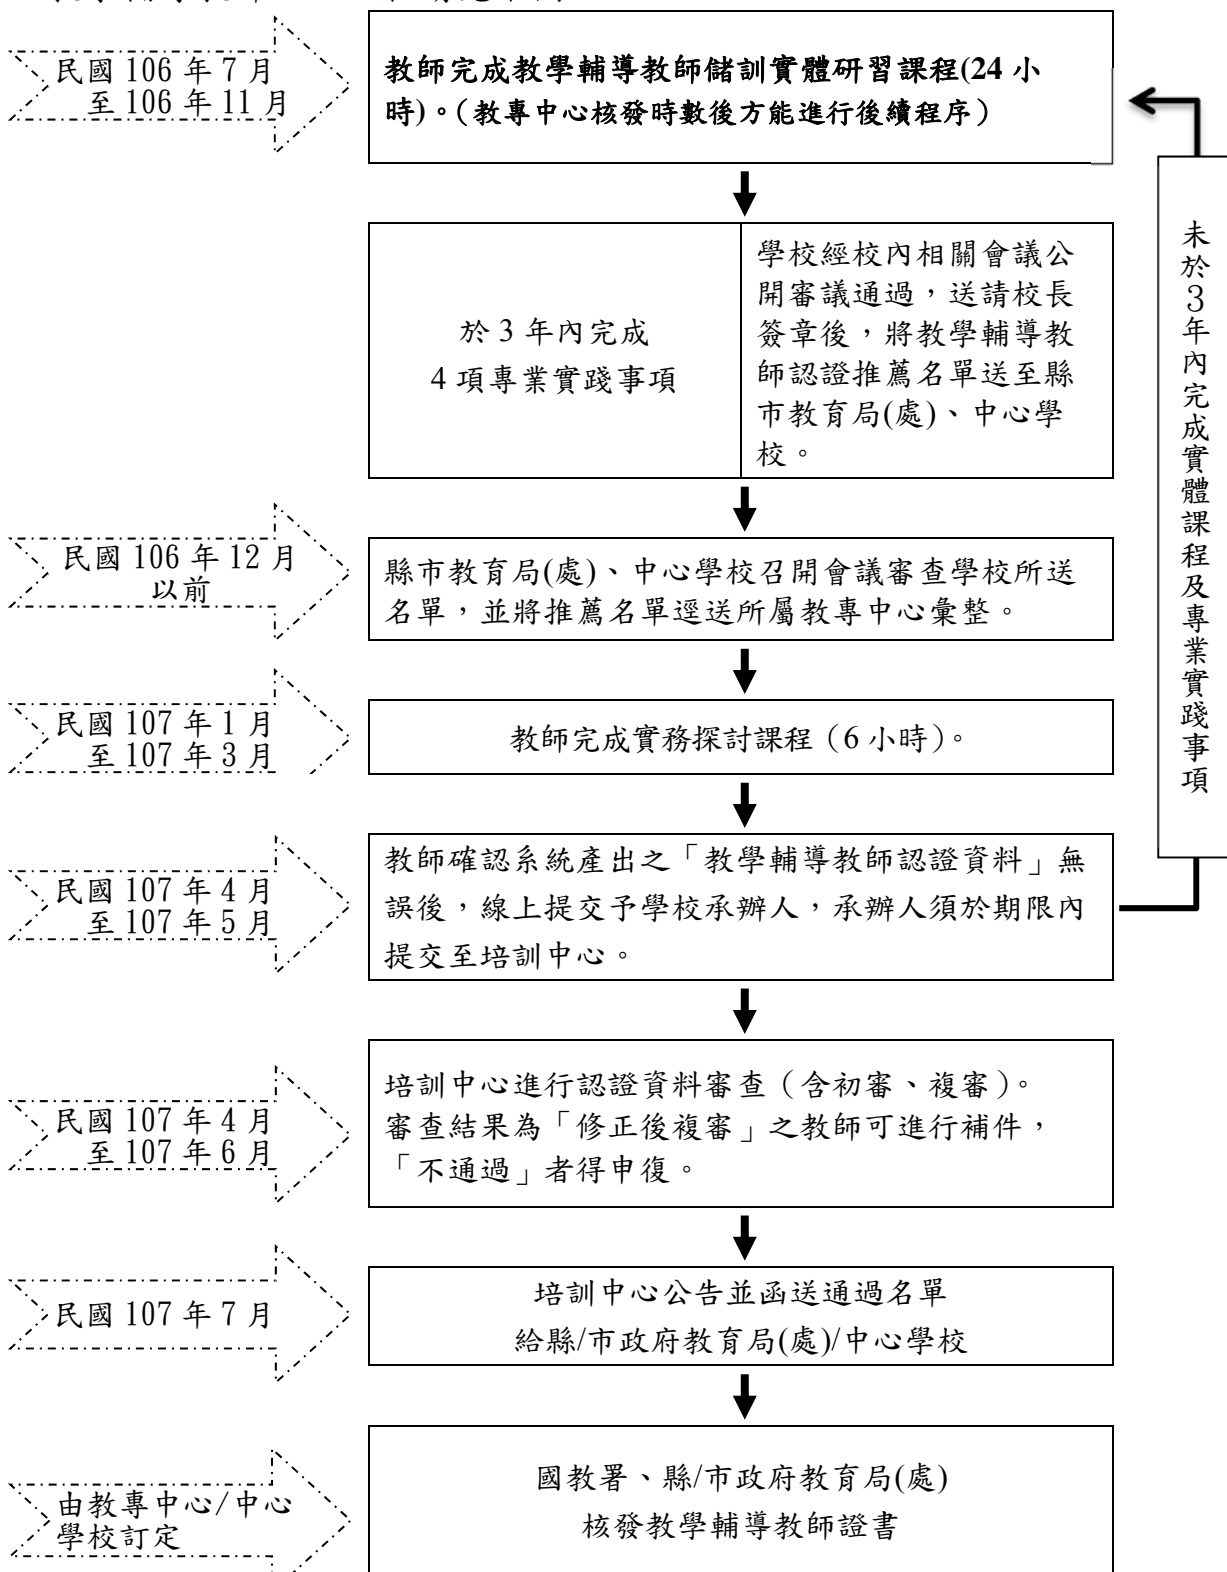 民國 106 年 7 月
至 106 年 11 月
教師完成教學輔導教師儲訓實體研習課程(24 小
時)。（教專中心核發時數後方能進行後續程序）
於 3 年內完成
4 項專業實踐事項
學校經校內相關會議公
開審議通過，送請校長
簽章後，將教學輔導教
師認證推薦名單送至縣
市教育局(處)、中心學
校。
未於3年內完成實體課程及專業實踐事項
民國 106 年 12 月
以前
縣市教育局(處)、中心學校召開會議審查學校所送
名單，並將推薦名單逕送所屬教專中心彙整。
民國 107 年 1 月
至 107 年 3 月
教師完成實務探討課程（6 小時）。
民國 107 年 4 月
至 107 年 5 月
教師確認系統產出之「教學輔導教師認證資料」無
誤後，線上提交予學校承辦人，承辦人須於期限內
提交至培訓中心。
民國 107 年 4 月
至 107 年 6 月
培訓中心進行認證資料審查（含初審、複審）。
審查結果為「修正後複審」之教師可進行補件，
「不通過」者得申復。
民國 107 年 7 月
培訓中心公告並函送通過名單
給縣/市政府教育局(處)/中心學校
由教專中心/中心
學校訂定
國教署、縣/市政府教育局(處)
核發教學輔導教師證書